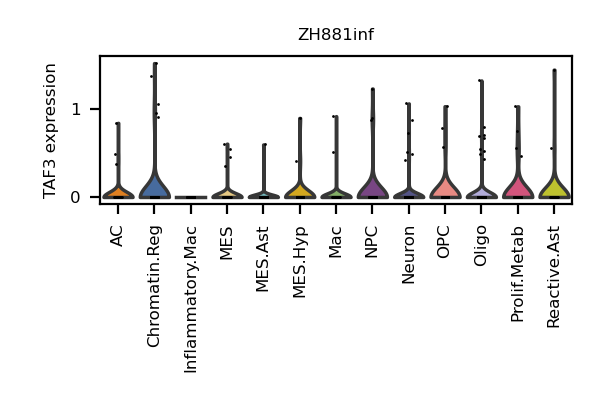 ZH881inf
TAF3 expression
1
0
AC
Chromatin.Reg
Inflammatory.Mac
MES
MES.Ast
MES.Hyp
Mac
NPC
Neuron
OPC
Oligo
Prolif.Metab
Reactive.Ast